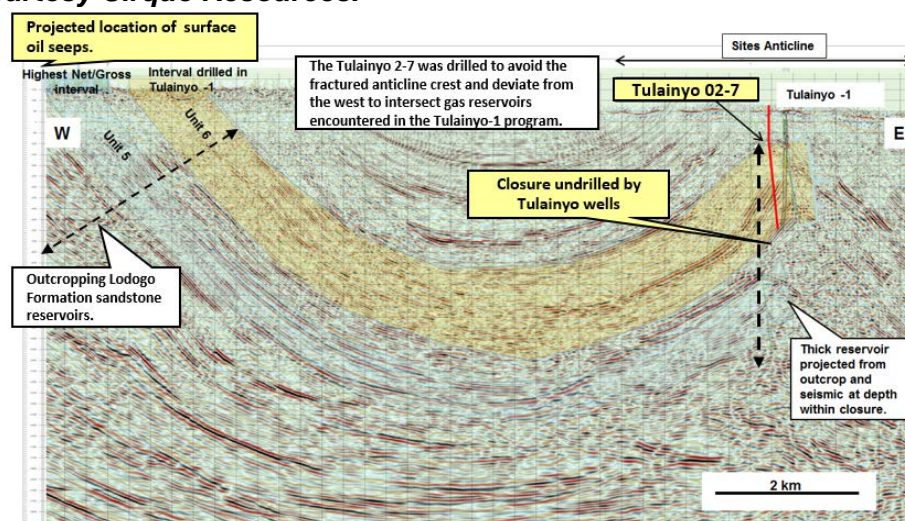 Courtesy Cirque Resources.
Projected location of surface
oil seeps.
Sites Anticline
Highest Net/Gross
interval
Interval drilled in
Tulainyo -1
The Tulainyo 2-7 was drilled to avoid the
fractured anticline crest and deviate from
the west to intersect gas reservoirs
encountered in the Tulainyo-1 program.
Tulainyo 02-7
Tulainyo -1
W
E
Unit 5
Unit 6
Closure undrilled by
Tulainyo wells
Outcropping Lodogo
Formation sandstone
reservoirs.
Thick reservoir
projected from
outcrop and
seismic at depth
within closure.
2 km